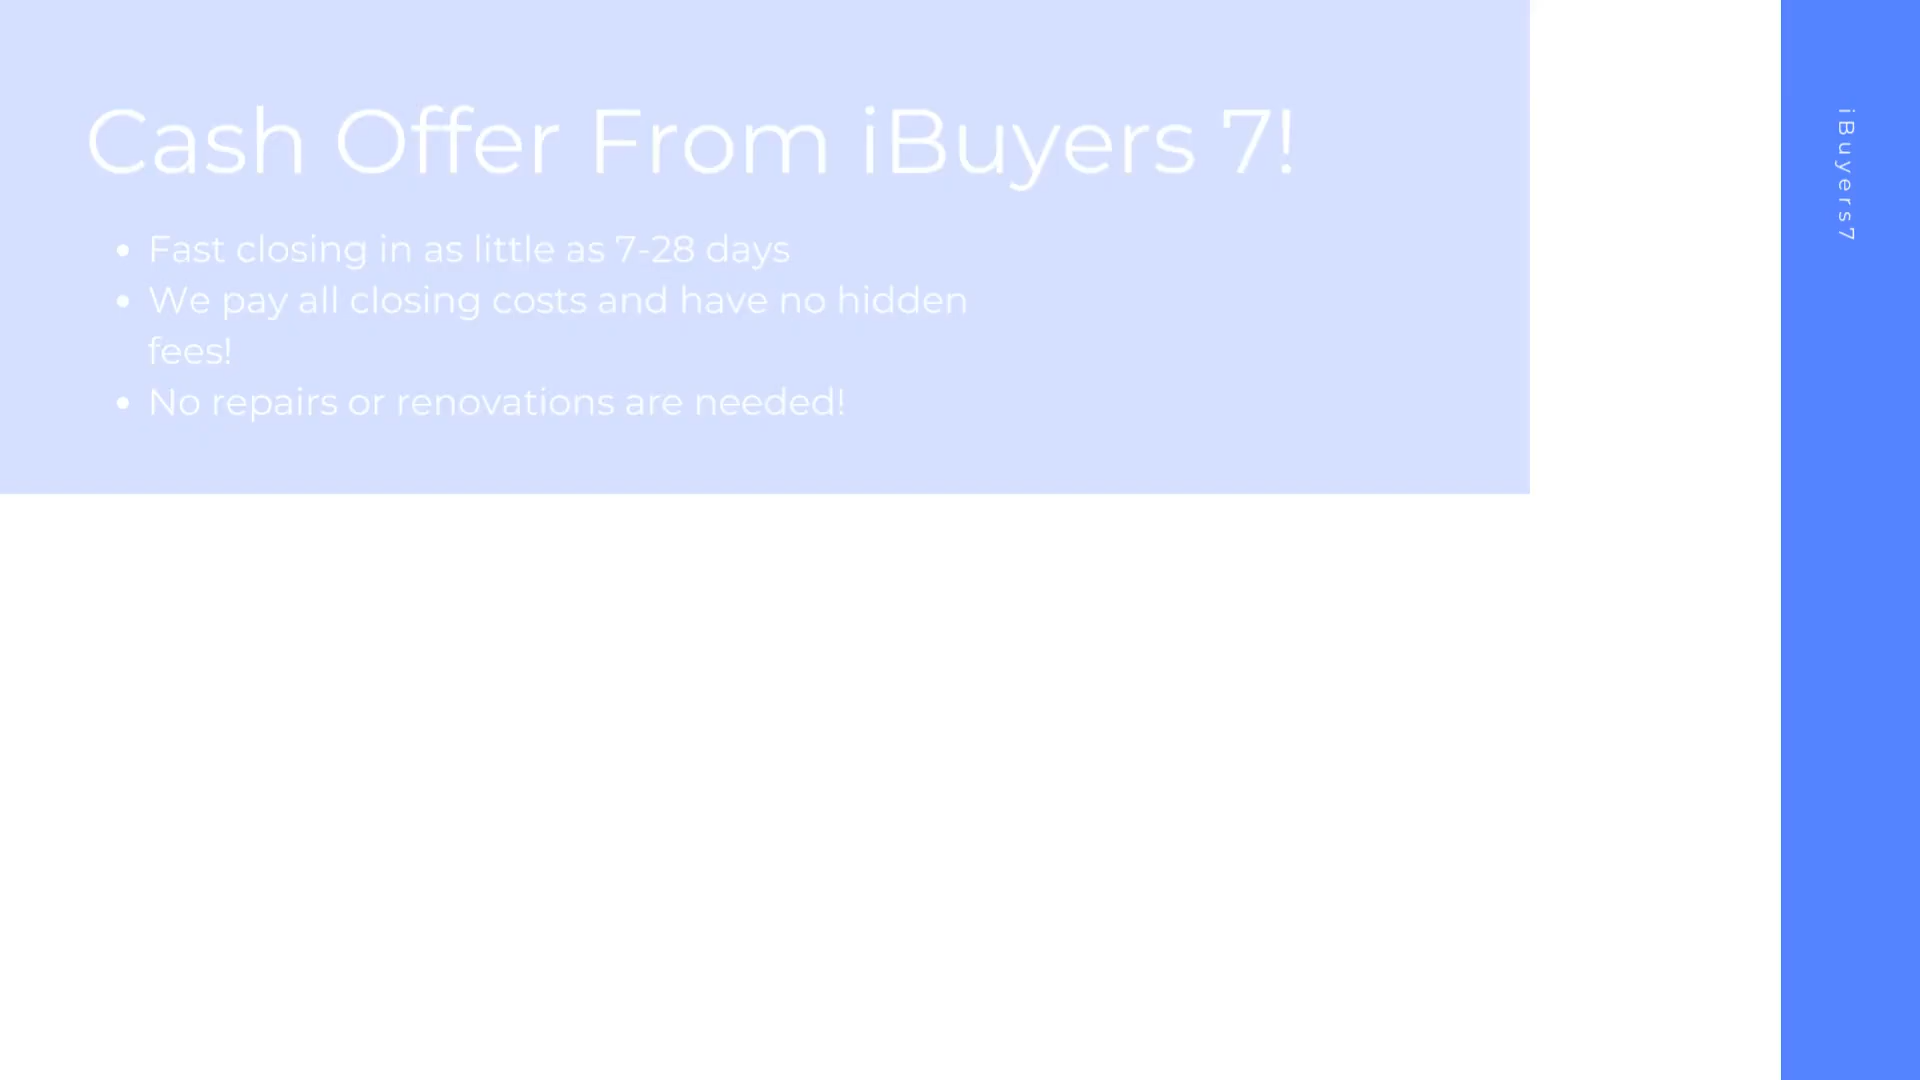 Cash Offer From iBuyers 7!
• Fast closing in as little as 7-28 days
• We pay all closing costs and have no hidden
fees!
• No repairs or renovations are needed!
iBuyers7